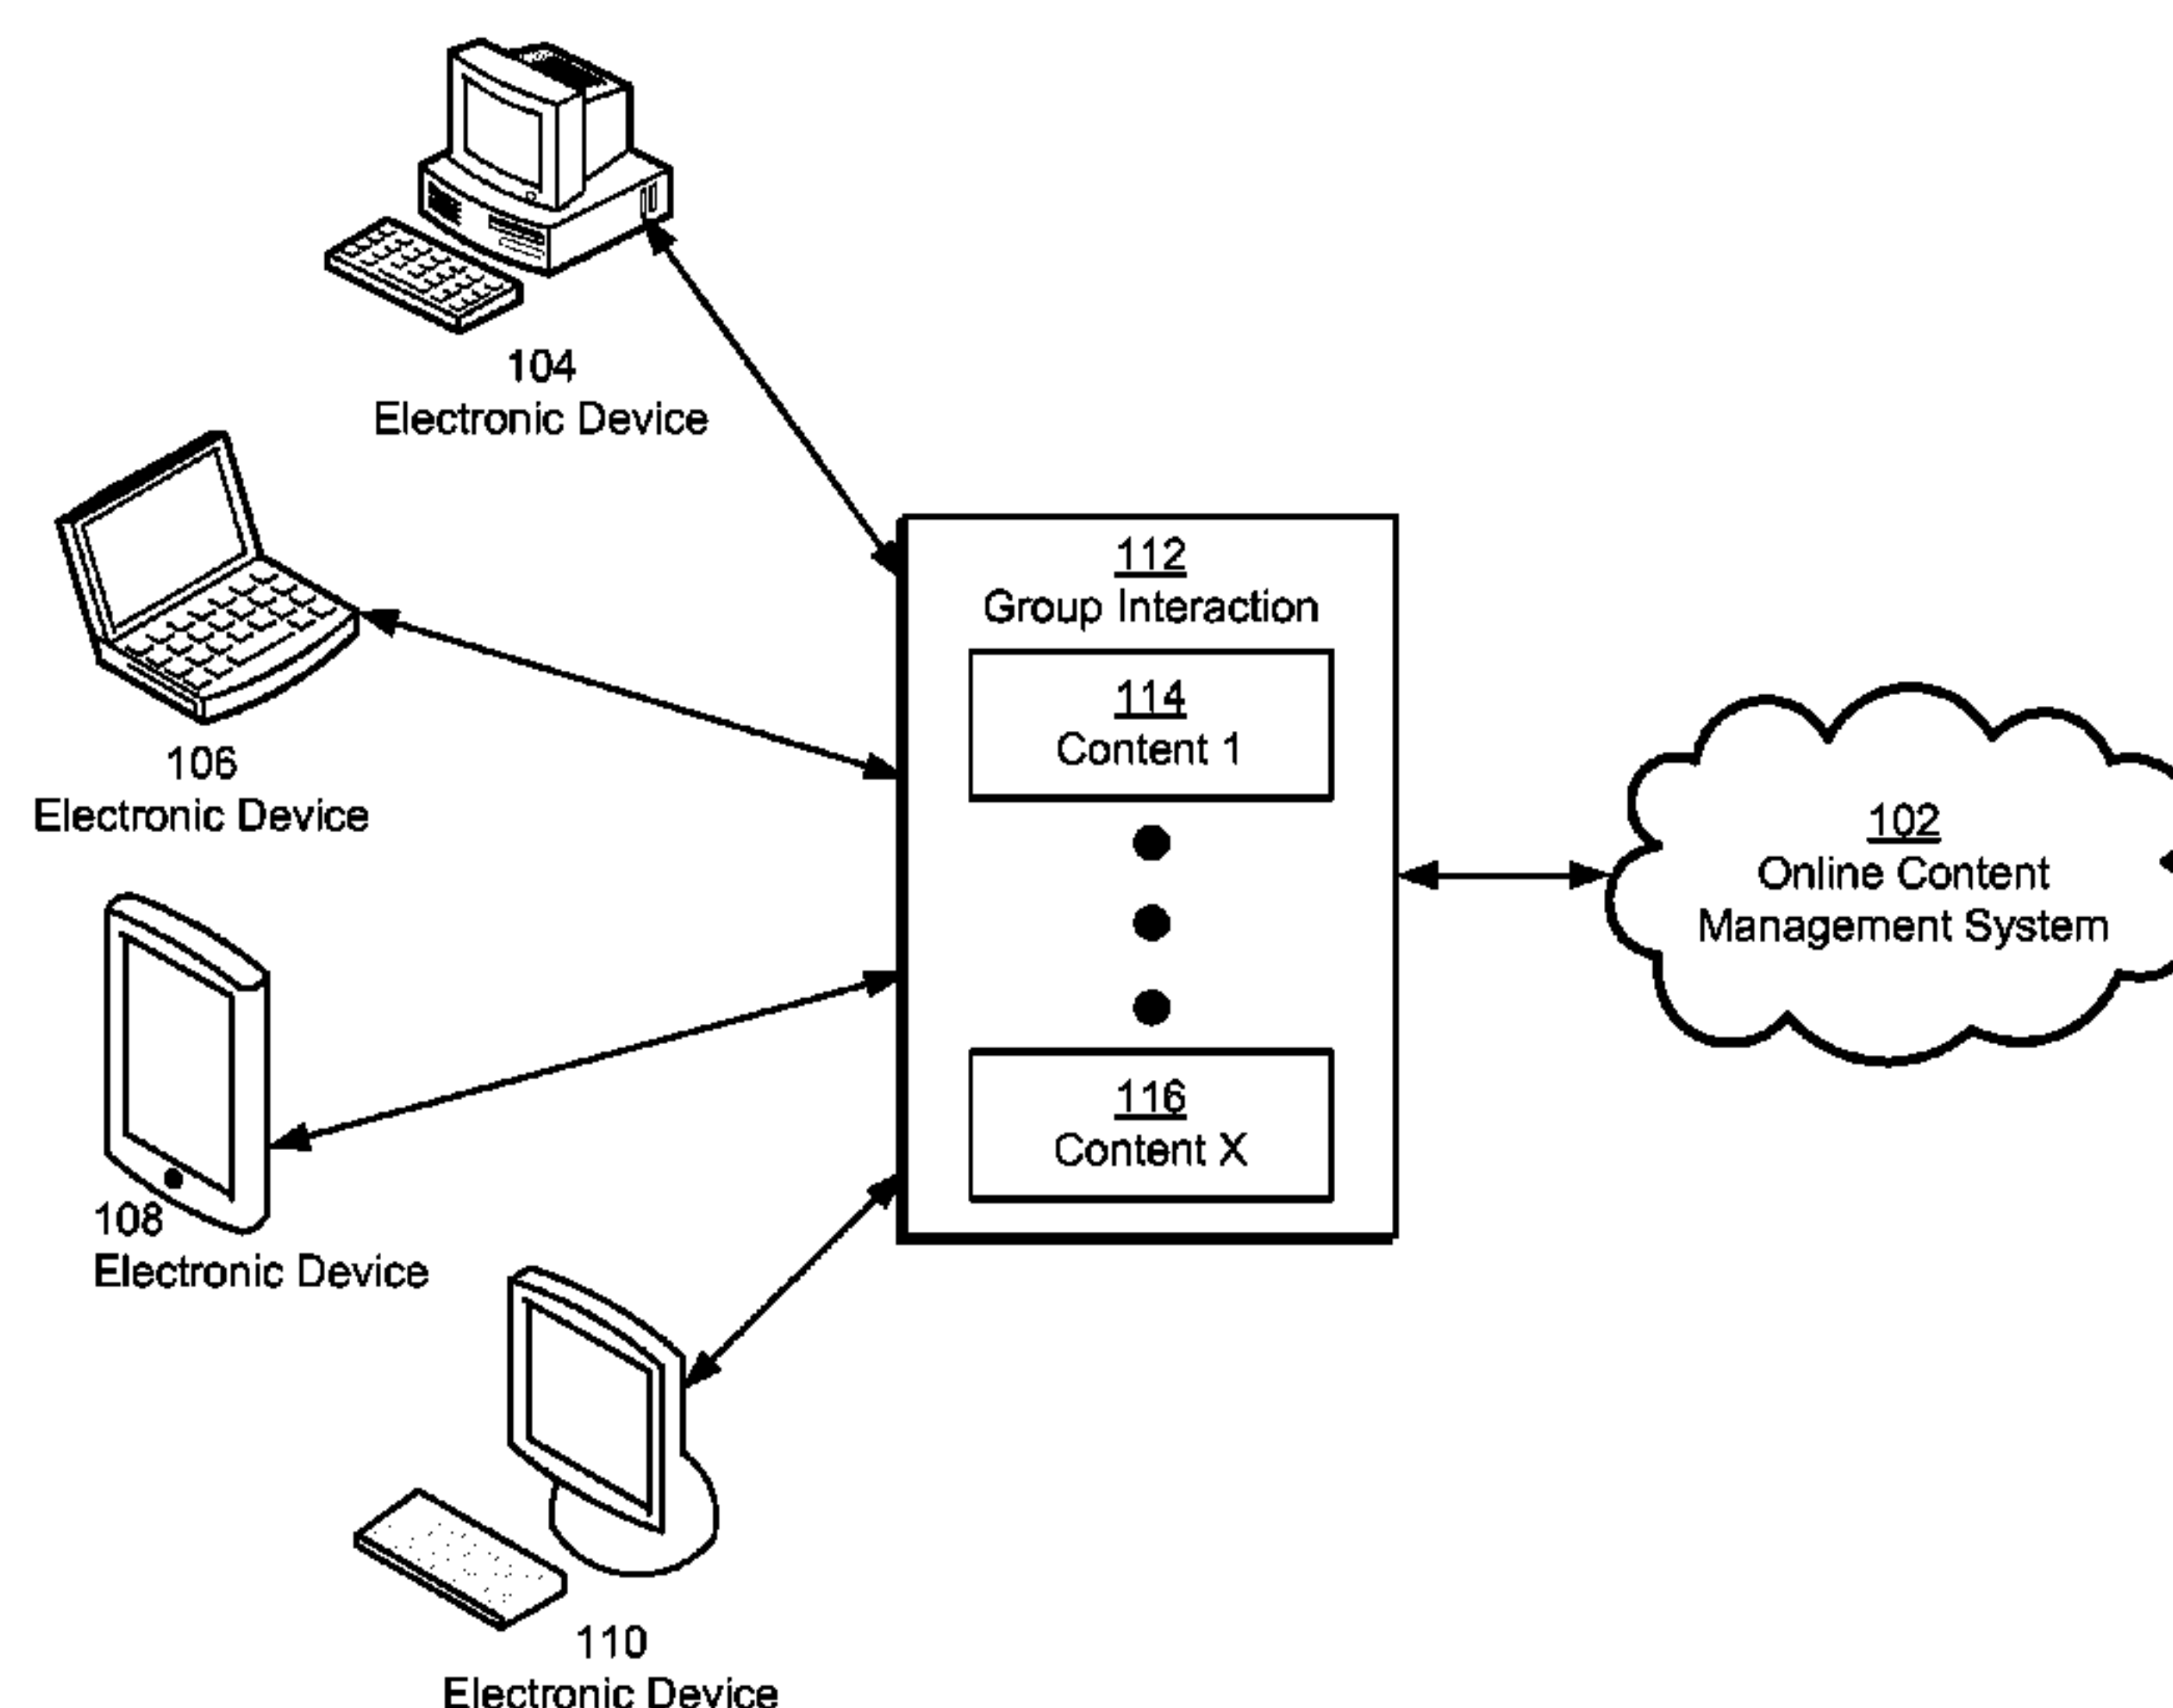 104
Electronic Device
106
Electronic Device
108
Electronic Device
110
Electronic Device
112
Group Interaction
114
Content 1
116
Content X
102
Online Content
Management System